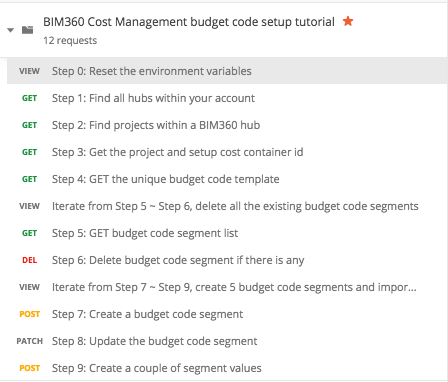 BIM360 Cost Management budget code setup tutorial
12 requests
VIEW Step 0: Reset the environment variables
GET Step 1: Find all hubs within your account
GET Step 2: Find projects within a BIM360 hub
GET Step 3: Get the project and setup cost container id
GET Step 4: GET the unique budget code template
VIEW Iterate from Step 5 ~ Step 6, delete all the existing budget code segments
GET Step 5: GET budget code segment list
DEL Step 6: Delete budget code segment if there is any
VIEW Iterate from Step 7 ~ Step 9, create 5 budget code segments and impor...
POST Step 7: Create a budget code segment
PATCH Step 8: Update the budget code segment
POST Step 9: Create a couple of segment values